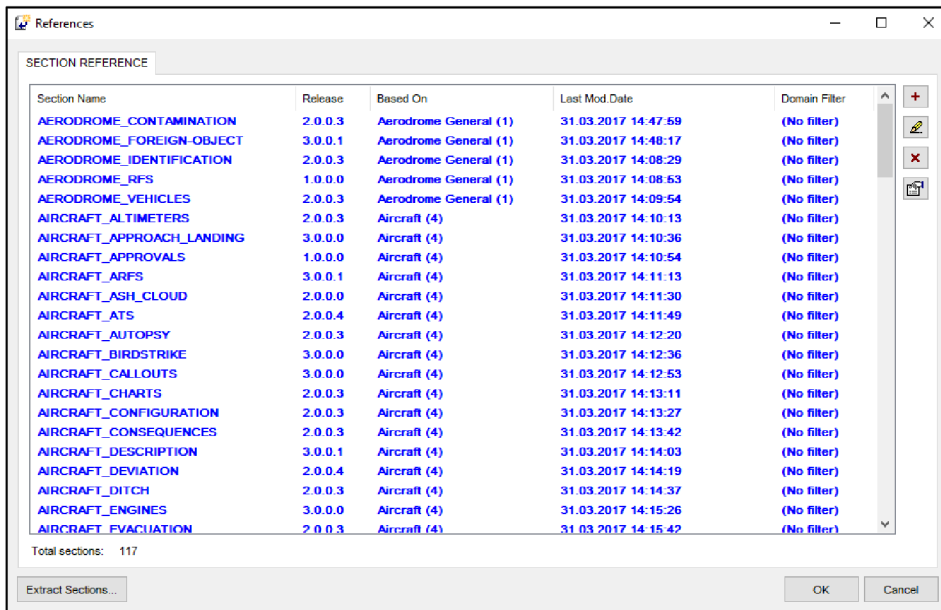 References
SECTION REFERENCE
Section Name Release Based On Last Mod.Date Domain Filter
AERODROME_CONTAMINATION 2.0.0.3 Aerodrome General (1) 31.03.2017 14:47:59 (No filter)
AERODROME_FOREIGN-OBJECT 3.0.0.1 Aerodrome General (1) 31.03.2017 14:48:17 (No filter)
AERODROME_IDENTIFICATION 2.0.0.3 Aerodrome General (1) 31.03.2017 14:08:29 (No filter)
AERODROME_RFS 1.0.0.0 Aerodrome General (1) 31.03.2017 14:08:53 (No filter)
AERODROME_VEHICLES 2.0.0.3 Aerodrome General (1) 31.03.2017 14:09:54 (No filter)
AIRCRAFT_ALTIMETERS 2.0.0.3 Aircraft (4) 31.03.2017 14:10:13 (No filter)
AIRCRAFT_APPROACH_LANDING 3.0.0.0 Aircraft (4) 31.03.2017 14:10:36 (No filter)
AIRCRAFT_APPROVALS 1.0.0.0 Aircraft (4) 31.03.2017 14:10:54 (No filter)
AIRCRAFT_ARFS 3.0.0.1 Aircraft (4) 31.03.2017 14:11:13 (No filter)
AIRCRAFT_ASH_CLOUD 2.0.0.0 Aircraft (4) 31.03.2017 14:11:30 (No filter)
AIRCRAFT_ATS 2.0.0.4 Aircraft (4) 31.03.2017 14:11:49 (No filter)
AIRCRAFT_AUTOPSY 2.0.0.3 Aircraft (4) 31.03.2017 14:12:20 (No filter)
AIRCRAFT_BIRDSTRIKE 3.0.0.0 Aircraft (4) 31.03.2017 14:12:36 (No filter)
AIRCRAFT_CALLOUTS 3.0.0.0 Aircraft (4) 31.03.2017 14:12:53 (No filter)
AIRCRAFT_CHARTS 2.0.0.3 Aircraft (4) 31.03.2017 14:13:11 (No filter)
AIRCRAFT_CONFIGURATION 2.0.0.3 Aircraft (4) 31.03.2017 14:13:27 (No filter)
AIRCRAFT_CONSEQUENCES 2.0.0.3 Aircraft (4) 31.03.2017 14:13:42 (No filter)
AIRCRAFT_DESCRIPTION 3.0.0.1 Aircraft (4) 31.03.2017 14:14:03 (No filter)
AIRCRAFT_DEVIATION 2.0.0.4 Aircraft (4) 31.03.2017 14:14:19 (No filter)
AIRCRAFT_DITCH 2.0.0.3 Aircraft (4) 31.03.2017 14:14:37 (No filter)
AIRCRAFT_ENGINES 3.0.0.0 Aircraft (4) 31.03.2017 14:15:26 (No filter)
AIRCRAFT_EVACUATION 2.0.0.3 Aircraft (4) 31.03.2017 14:15:42 (No filter)
Total sections: 117
Extract Sections... OK Cancel